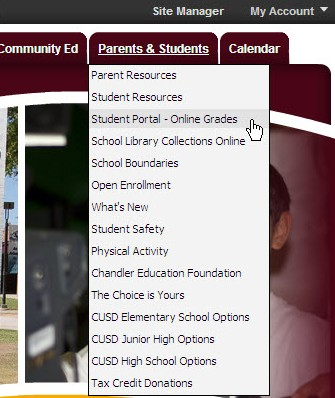 Site Manager My Account
Community Ed Parents & Students Calendar
Parent Resources
Student Resources
Student Portal - Online Grades
School Library Collections Online
School Boundaries
Open Enrollment
What's New
Student Safety
Physical Activity
Chandler Education Foundation
The Choice is Yours
CUSD Elementary School Options
CUSD Junior High Options
CUSD High School Options
Tax Credit Donations